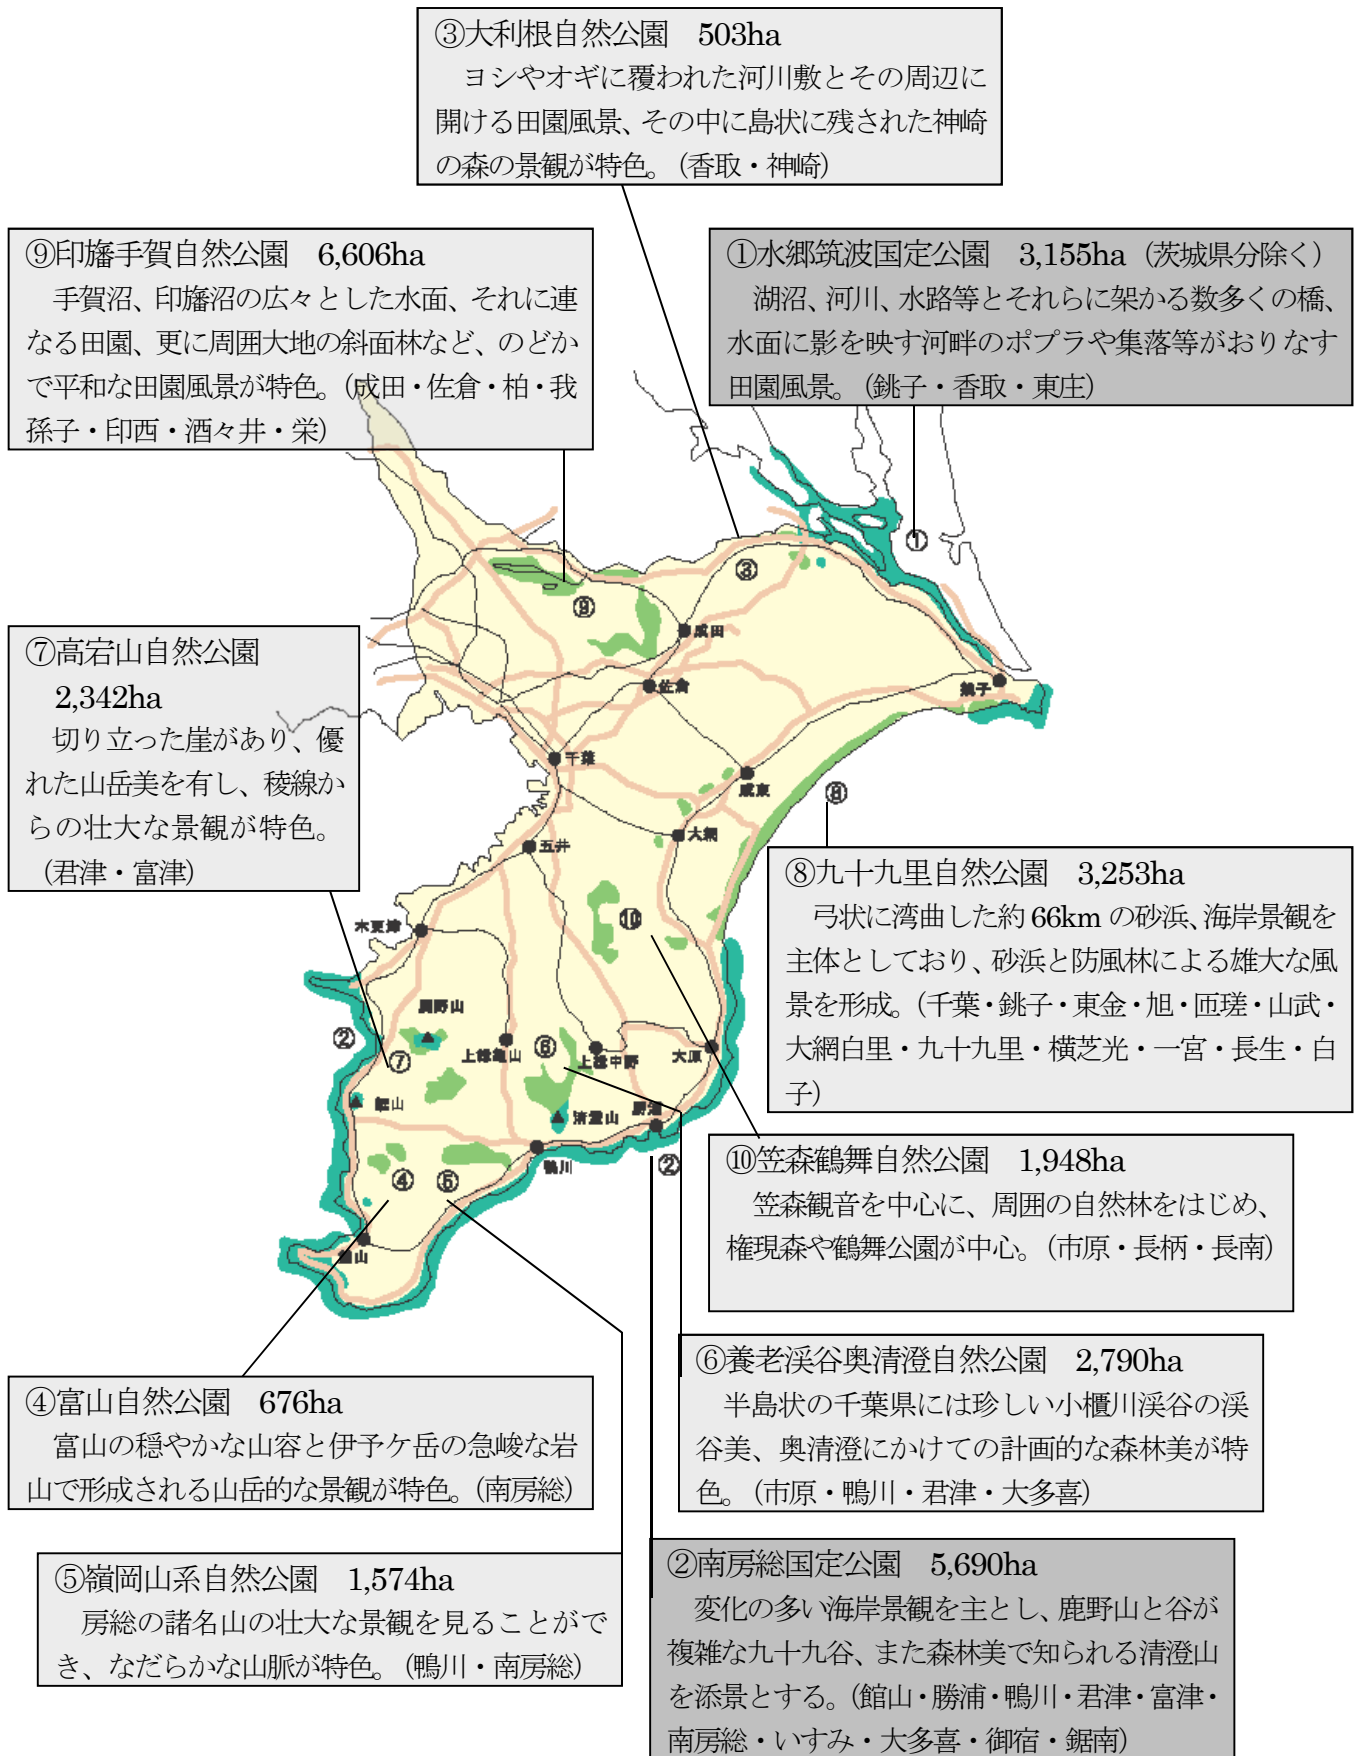 ③大利根自然公園　503ha
ヨシやオギに覆われた河川敷とその周辺に
開ける田園風景、その中に島状に残された神崎
の森の景観が特色。（香取・神崎）
⑨印旛手賀自然公園　6,606ha
手賀沼、印旛沼の広々とした水面、それに連
なる田園、更に周囲大地の斜面林など、のどか
で平和な田園風景が特色。（成田・佐倉・柏・我
孫子・印西・酒々井・栄）
①水郷筑波国定公園　3,155ha（茨城県分除く）
湖沼、河川、水路等とそれらに架かる数多くの橋、
水面に影を映す河畔のポプラや集落等がおりなす
田園風景。（銚子・香取・東庄）
①
③
⑨
成田
⑦高宕山自然公園
2,342ha
切り立った崖があり、優
れた山岳美を有し、稜線か
らの壮大な景観が特色。
（君津・富津）
佐倉
銚子
千葉
成東
⑧
大網
五井
⑧九十九里自然公園　3,253ha
弓状に湾曲した約 66km の砂浜、海岸景観を
主体としており、砂浜と防風林による雄大な風
景を形成。（千葉・銚子・東金・旭・匝瑳・山武・
大網白里・九十九里・横芝光・一宮・長生・白
子）
⑩
木更津
鹿野山
②
⑦
上総亀山
⑥
上総中野
大原
鋸山
清澄山
勝浦
鴨川
②
④
⑤
館山
⑩笠森鶴舞自然公園　1,948ha
笠森観音を中心に、周囲の自然林をはじめ、
権現森や鶴舞公園が中心。（市原・長柄・長南）
⑥養老渓谷奥清澄自然公園　2,790ha
半島状の千葉県には珍しい小櫃川渓谷の渓
谷美、奥清澄にかけての計画的な森林美が特
色。（市原・鴨川・君津・大多喜）
④富山自然公園　676ha
富山の穏やかな山容と伊予ケ岳の急峻な岩
山で形成される山岳的な景観が特色。（南房総）
⑤嶺岡山系自然公園　1,574ha
房総の諸名山の壮大な景観を見ることがで
き、なだらかな山脈が特色。（鴨川・南房総）
②南房総国定公園　5,690ha
変化の多い海岸景観を主とし、鹿野山と谷が
複雑な九十九谷、また森林美で知られる清澄山
を添景とする。（館山・勝浦・鴨川・君津・富津・
南房総・いすみ・大多喜・御宿・鋸南）